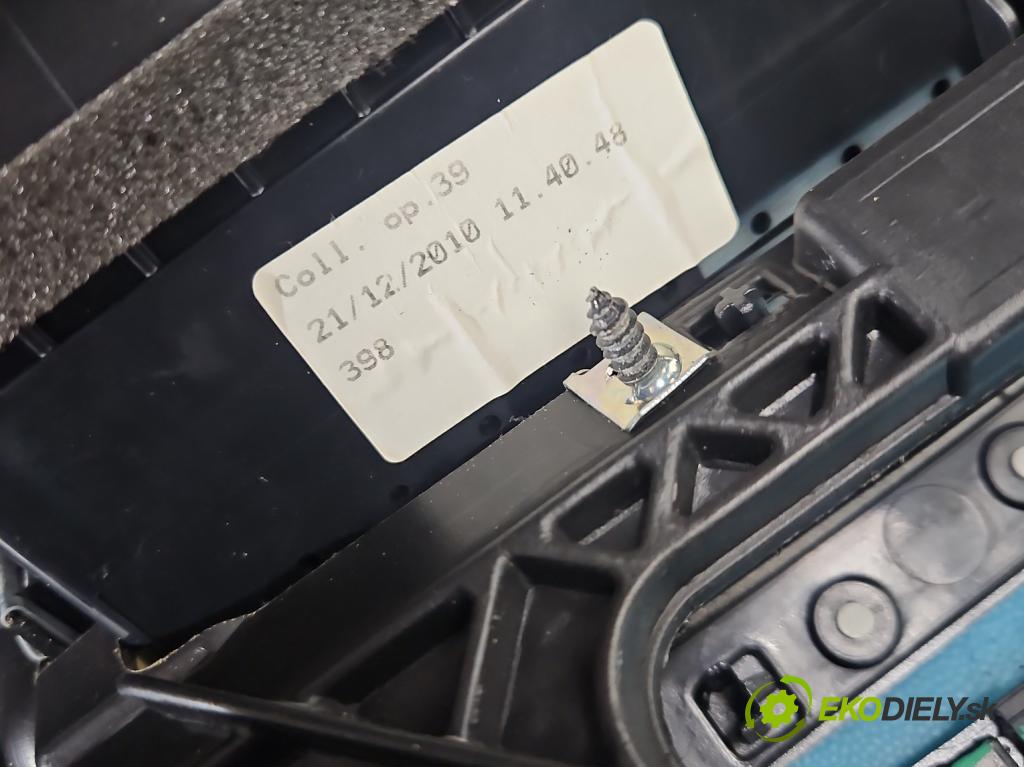 Coll. op.39
21/12/2010 11.40.48
398
EKODIELY.sk